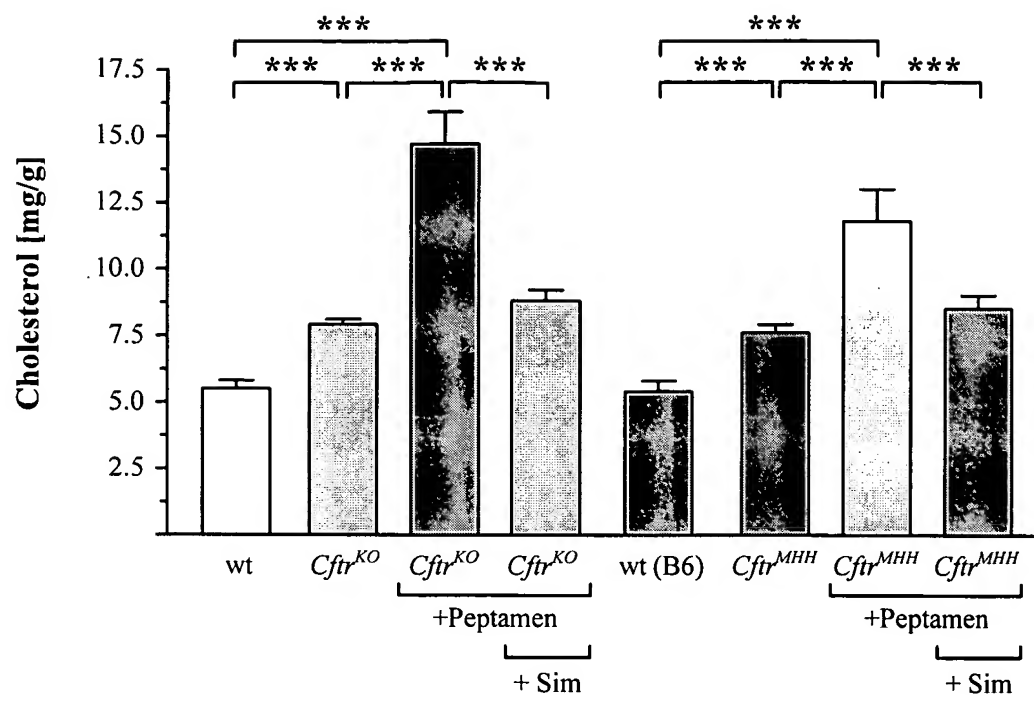 *** ***
*** *** *** *** *** ***
17.5
15.0
12.5
10.0
7.5
5.0
2.5
Cholesterol [mg/g]
wt Cftr^KO Cftr^KO Cftr^KO wt (B6) Cftr^MHH Cftr^MHH Cftr^MHH
+Peptamen +Peptamen
+ Sim + Sim